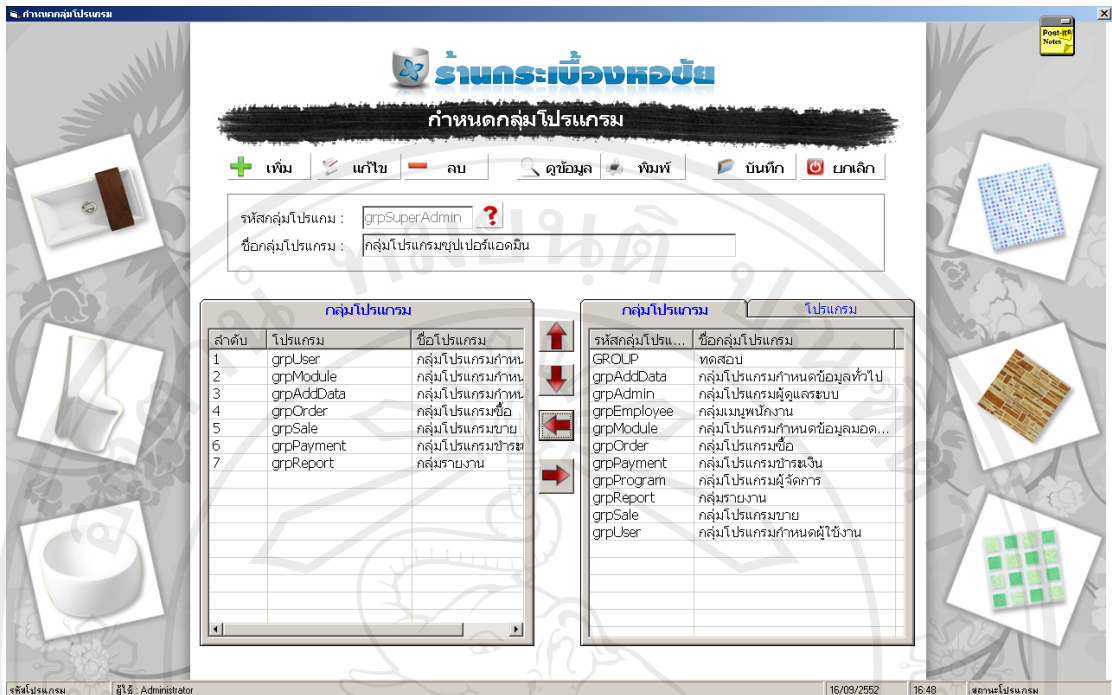 กำหนดกลุ่มโปรแกรม
Post-it® Notes
ร้านกระเบื้องหอชัย
กำหนดกลุ่มโปรแกรม
เพิ่ม แก้ไข ลบ ดูข้อมูล พิมพ์ บันทึก ยกเลิก
รหัสกลุ่มโปรแกม : grpSuperAdmin
ชื่อกลุ่มโปรแกรม : กลุ่มโปรแกรมซุปเปอร์แอดมิน
กลุ่มโปรแกรม
ลำดับ โปรแกรม ชื่อโปรแกรม
1 grpUser กลุ่มโปรแกรมกำหน
2 grpModule กลุ่มโปรแกรมกำหน
3 grpAddData กลุ่มโปรแกรมกำหน
4 grpOrder กลุ่มโปรแกรมซื้อ
5 grpSale กลุ่มโปรแกรมขาย
6 grpPayment กลุ่มโปรแกรมชำระ
7 grpReport กลุ่มรายงาน
กลุ่มโปรแกรม โปรแกรม
รหัสกลุ่มโปรแ... ชื่อกลุ่มโปรแกรม
GROUP ทดสอบ
grpAddData กลุ่มโปรแกรมกำหนดข้อมูลทั่วไป
grpAdmin กลุ่มโปรแกรมผู้ดูแลระบบ
grpEmployee กลุ่มเมนูพนักงาน
grpModule กลุ่มโปรแกรมกำหนดข้อมูลมอด...
grpOrder กลุ่มโปรแกรมซื้อ
grpPayment กลุ่มโปรแกรมชำระเงิน
grpProgram กลุ่มโปรแกรมผู้จัดการ
grpReport กลุ่มรายงาน
grpSale กลุ่มโปรแกรมขาย
grpUser กลุ่มโปรแกรมกำหนดผู้ใช้งาน
รหัสโปรแกรม ผู้ใช้ : Administrator 16/09/2552 16:48 สถานะโปรแกรม